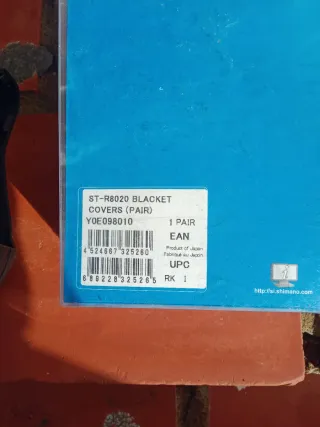 ST-R8020 BLACKET
COVERS (PAIR)
Y0E098010 1 PAIR
EAN
4 524667 325260
Product of Japan
Fabriqué au Japon
UPC
6 89228 32526 5
RK 1
http://si.shimano.com